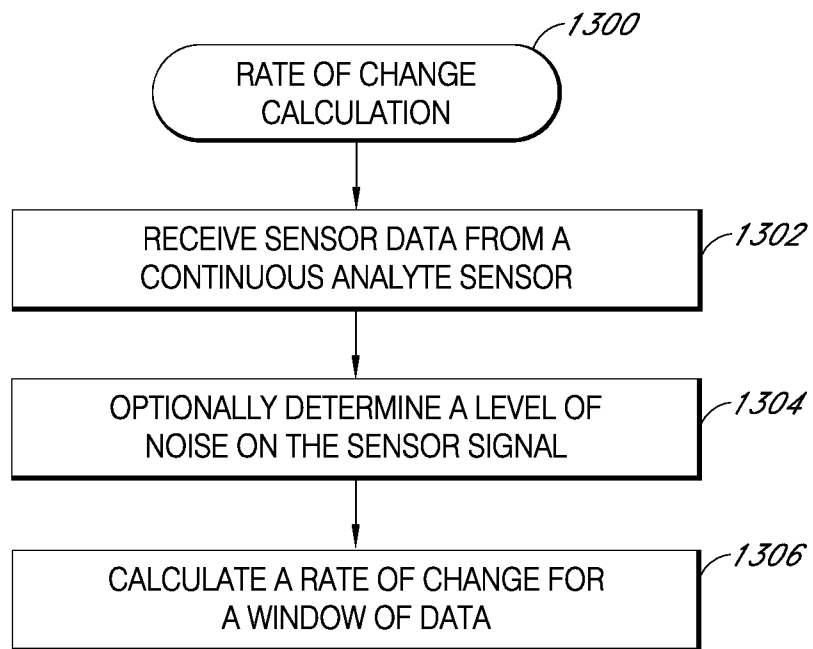 1300
RATE OF CHANGE
CALCULATION
1302
RECEIVE SENSOR DATA FROM A
CONTINUOUS ANALYTE SENSOR
1304
OPTIONALLY DETERMINE A LEVEL OF
NOISE ON THE SENSOR SIGNAL
1306
CALCULATE A RATE OF CHANGE FOR
A WINDOW OF DATA